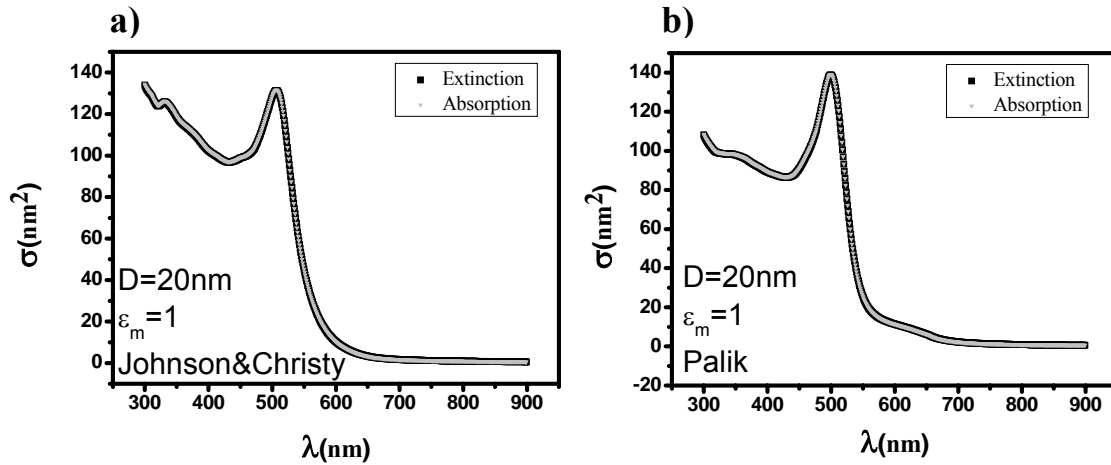 a)
140
120
100
80
60
40
20
0
σ(nm²)
Extinction
Absorption
D=20nm
εₘ=1
Johnson&Christy
300 400 500 600 700 800 900
λ(nm)
b)
140
120
100
80
60
40
20
0
-20
σ(nm²)
Extinction
Absorption
D=20nm
εₘ=1
Palik
300 400 500 600 700 800 900
λ(nm)